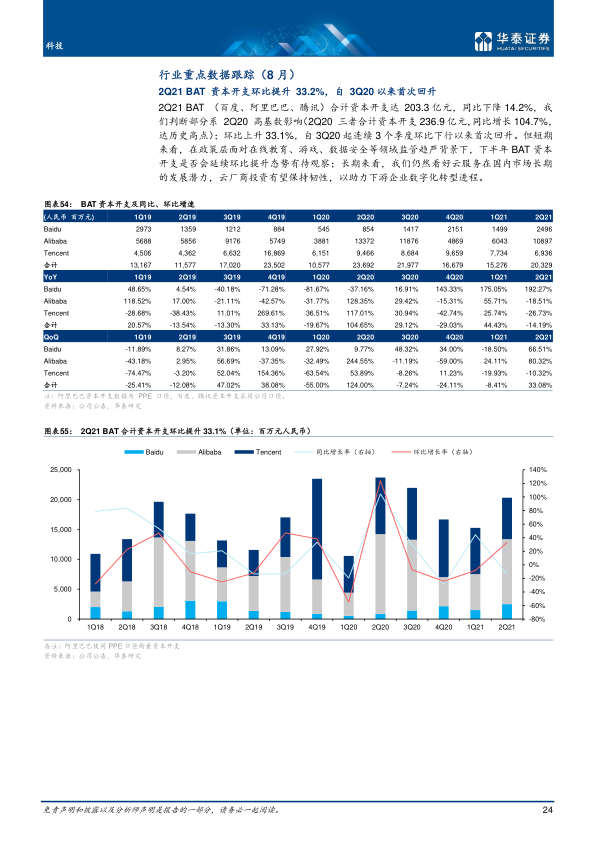 科技
华泰证券
HUATAI SECURITIES
行业重点数据跟踪（8 月）
2Q21 BAT 资本开支环比提升 33.2%，自 3Q20 以来首次回升
2Q21 BAT （百度、阿里巴巴、腾讯）合计资本开支达 203.3 亿元，同比下降 14.2%，我
们判断部分系 2Q20 高基数影响(2Q20 三者合计资本开支 236.9 亿元，同比增长 104.7%，
达历史高点)；环比上升 33.1%，自 3Q20 起连续 3 个季度环比下行以来首次回升。但短期
来看，在政策层面对在线教育、游戏、数据安全等领域监管趋严背景下，下半年 BAT 资本
开支是否会延续环比提升态势有待观察；长期来看，我们仍然看好云服务在国内市场长期
的发展潜力，云厂商投资有望保持韧性，以助力下游企业数字化转型进程。
图表54： BAT 资本开支及同比、环比增速
(人民币 百万元) 1Q19 2Q19 3Q19 4Q19 1Q20 2Q20 3Q20 4Q20 1Q21 2Q21
Baidu 2973 1359 1212 884 545 854 1417 2151 1499 2496
Alibaba 5688 5856 9176 5749 3881 13372 11876 4869 6043 10897
Tencent 4,506 4,362 6,632 16,869 6,151 9,466 8,684 9,659 7,734 6,936
合计 13,167 11,577 17,020 23,502 10,577 23,692 21,977 16,679 15,276 20,329
YoY 1Q19 2Q19 3Q19 4Q19 1Q20 2Q20 3Q20 4Q20 1Q21 2Q21
Baidu 48.65% 4.54% -40.18% -71.28% -81.67% -37.16% 16.91% 143.33% 175.05% 192.27%
Alibaba 118.52% 17.00% -21.11% -42.57% -31.77% 128.35% 29.42% -15.31% 55.71% -18.51%
Tencent -28.68% -38.43% 11.01% 269.61% 36.51% 117.01% 30.94% -42.74% 25.74% -26.73%
合计 20.57% -13.54% -13.30% 33.13% -19.67% 104.65% 29.12% -29.03% 44.43% -14.19%
QoQ 1Q19 2Q19 3Q19 4Q19 1Q20 2Q20 3Q20 4Q20 1Q21 2Q21
Baidu -11.89% 8.27% 31.86% 13.09% 27.92% 9.77% 48.32% 34.00% -18.50% 66.51%
Alibaba -43.18% 2.95% 56.69% -37.35% -32.49% 244.55% -11.19% -59.00% 24.11% 80.32%
Tencent -74.47% -3.20% 52.04% 154.36% -63.54% 53.89% -8.26% 11.23% -19.93% -10.32%
合计 -25.41% -12.08% 47.02% 38.08% -55.00% 124.00% -7.24% -24.11% -8.41% 33.08%
注：阿里巴巴资本开支数据为 PPE 口径，百度、腾讯资本开支采用公司口径。
资料来源：公司公告，华泰研究
图表55： 2Q21 BAT 合计资本开支环比提升 33.1%（单位：百万元人民币）
Baidu Alibaba Tencent 同比增长率（右轴） 环比增长率（右轴）
25,000 140%
120%
20,000 100%
80%
15,000 60%
40%
10,000 20%
0%
-20%
5,000 -40%
-60%
0 -80%
1Q18 2Q18 3Q18 4Q18 1Q19 2Q19 3Q19 4Q19 1Q20 2Q20 3Q20 4Q20 1Q21 2Q21
备注：阿里巴巴使用 PPE 口径衡量资本开支
资料来源：公司公告，华泰研究
免责声明和披露以及分析师声明是报告的一部分，请务必一起阅读。 24